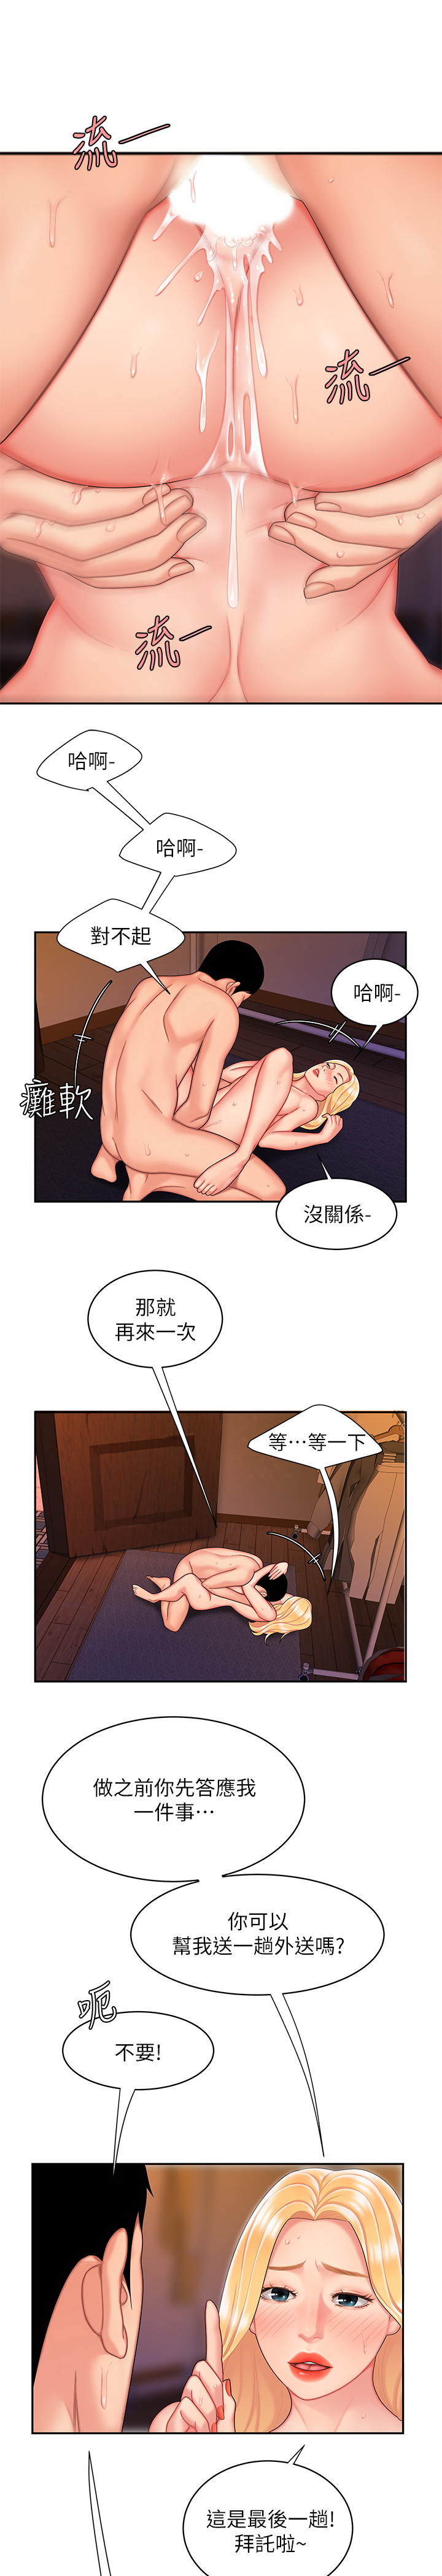 流一
流一
流一
哈啊-
哈啊-
對不起
哈啊-
癱軟
沒關係-
那就
再來一次
等…等一下
做之前你先答應我
一件事…
你可以
幫我送一趟外送嗎?
呃
不要!
這是最後一趟!
拜託啦~